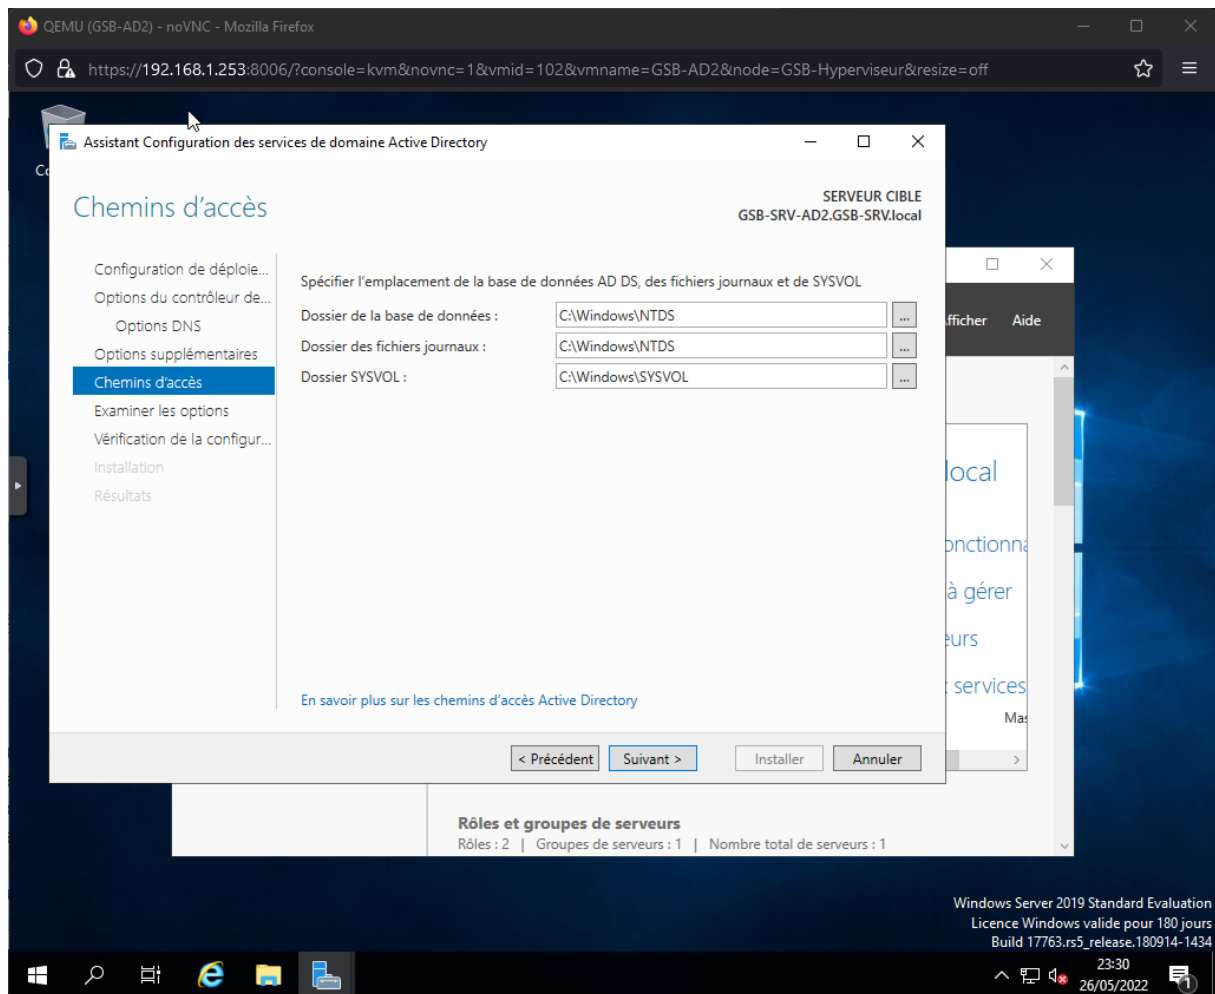 QEMU (GSB-AD2) - noVNC - Mozilla Firefox
https://192.168.1.253:8006/?console=kvm&novnc=1&vmid=102&vmname=GSB-AD2&node=GSB-Hyperviseur&resize=off
Assistant Configuration des services de domaine Active Directory
Chemins d'accès
SERVEUR CIBLE
GSB-SRV-AD2.GSB-SRV.local
Configuration de déploie...
Options du contrôleur de...
Options DNS
Options supplémentaires
Chemins d'accès
Examiner les options
Vérification de la configur...
Installation
Résultats
Spécifier l'emplacement de la base de données AD DS, des fichiers journaux et de SYSVOL
Dossier de la base de données : C:\Windows\NTDS ...
Dossier des fichiers journaux : C:\Windows\NTDS ...
Dossier SYSVOL : C:\Windows\SYSVOL ...
En savoir plus sur les chemins d'accès Active Directory
< Précédent Suivant > Installer Annuler
fficher Aide
local
onctionna
à gérer
eurs
services
Mas
Rôles et groupes de serveurs
Rôles : 2 | Groupes de serveurs : 1 | Nombre total de serveurs : 1
Windows Server 2019 Standard Evaluation
Licence Windows valide pour 180 jours
Build 17763.rs5_release.180914-1434
23:30
26/05/2022
1